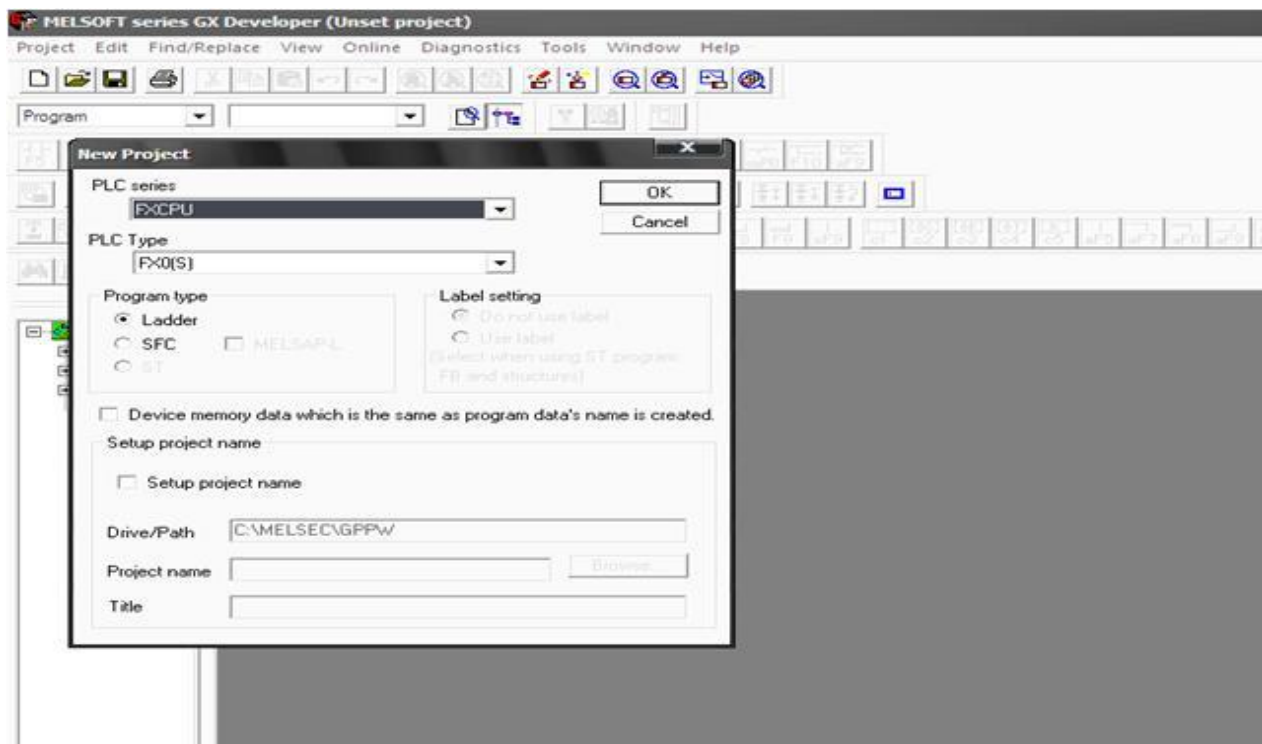 MELSOFT series GX Developer (Unset project)
Project Edit Find/Replace View Online Diagnostics Tools Window Help
Program
New Project
PLC series
FXCPU
OK
Cancel
PLC Type
FX0(S)
Program type
Label setting
Ladder
Do not use label
SFC
MELSAP-L
Use label
ST
(Select when using ST program
FB and structures)
Device memory data which is the same as program data's name is created.
Setup project name
Setup project name
Drive/Path
C:\MELSEC\GPPW
Project name
Browse...
Title